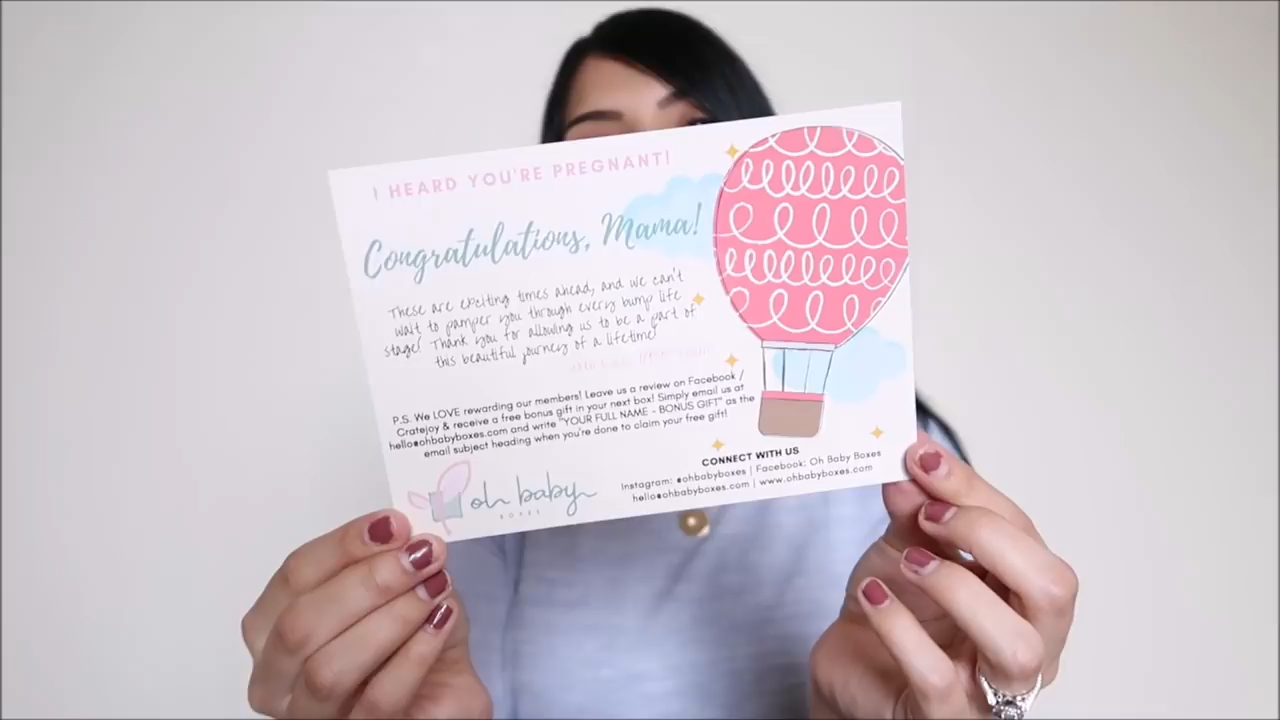 I HEARD YOU'RE PREGNANT!
Congratulations, Mama!
These are exciting times ahead, and we can't
wait to pamper you through every bump life
stage! Thank you for allowing us to be a part of
this beautiful journey of a lifetime!
P.S. We LOVE rewarding our members! Leave us a review on Facebook /
Cratejoy & receive a free bonus gift in your next box! Simply email us at
hello@ohbabyboxes.com and write "YOUR FULL NAME - BONUS GIFT" as the
email subject heading when you're done to claim your free gift!
oh baby
BOXES
CONNECT WITH US
Instagram: @ohbabyboxes | Facebook: Oh Baby Boxes
hello@ohbabyboxes.com | www.ohbabyboxes.com